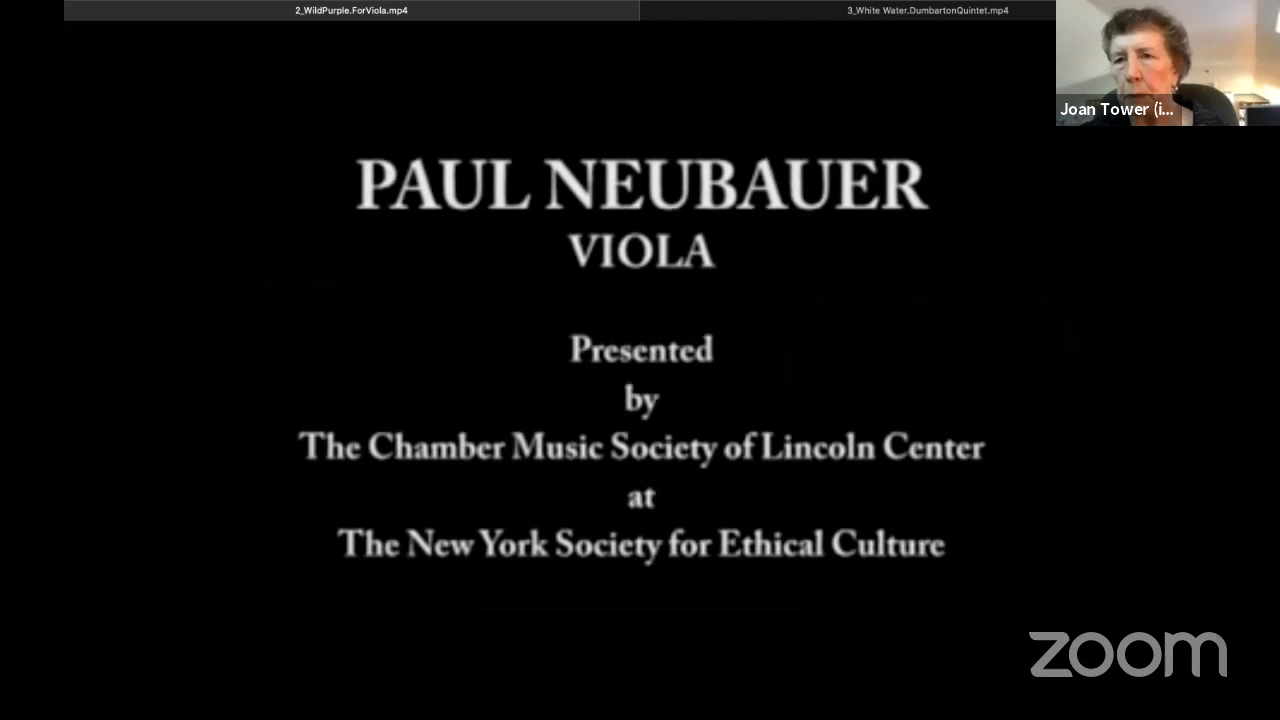 2_WildPurple.ForViola.mp4
3_White Water.DumbartonQuintet.mp4
Joan Tower (i...
PAUL NEUBAUER
VIOLA
Presented
by
The Chamber Music Society of Lincoln Center
at
The New York Society for Ethical Culture
zoom